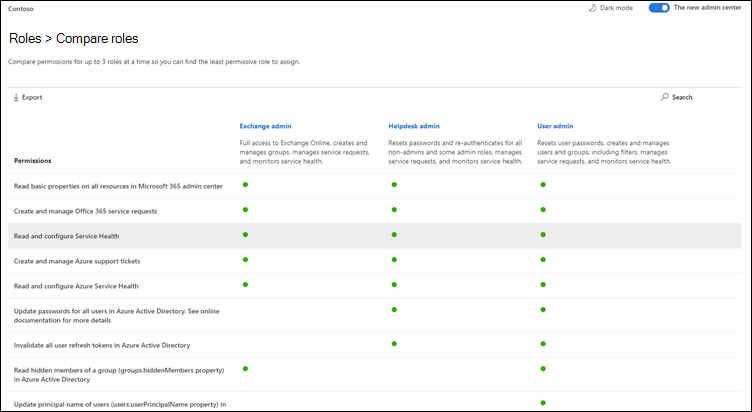 Contoso
Dark mode
The new admin center
Roles > Compare roles
Compare permissions for up to 3 roles at a time so you can find the least permissive role to assign.
Export
Search
Permissions
Exchange admin
Full access to Exchange Online, creates and
manages groups, manages service requests,
and monitors service health.
Helpdesk admin
Resets passwords and re-authenticates for all
non-admins and some admin roles, manages
service requests, and monitors service health.
User admin
Resets user passwords, creates and manages
users and groups, including filters, manages
service requests, and monitors service health.
Read basic properties on all resources in Microsoft 365 admin center
Create and manage Office 365 service requests
Read and configure Service Health
Create and manage Azure support tickets
Read and configure Azure Service Health
Update passwords for all users in Azure Active Directory. See online
documentation for more details
Invalidate all user refresh tokens in Azure Active Directory
Read hidden members of a group (groups.hiddenMembers property)
in Azure Active Directory
Update principal name of users (users.userPrincipalName property) in